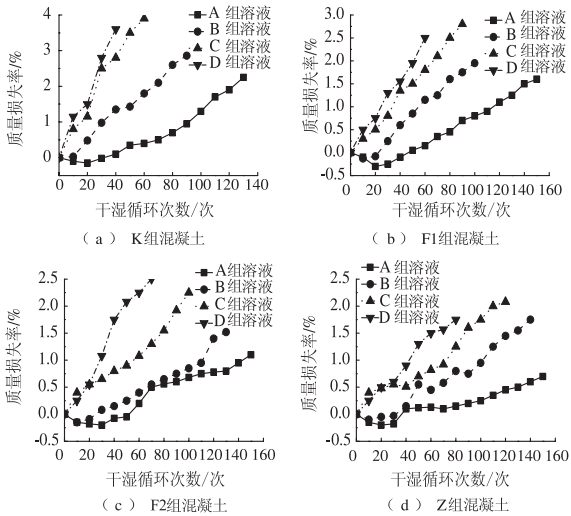 A 组溶液
B 组溶液
C 组溶液
D 组溶液
质量损失率/%
4
3
2
1
0
0 20 40 60 80 100 120 140
干湿循环次数/次
( a ) K组混凝土
A 组溶液
B 组溶液
C 组溶液
D 组溶液
质量损失率/%
3.0
2.5
2.0
1.5
1.0
0.5
0.0
-0.5
0 20 40 60 80 100 120 140 160
干湿循环次数/次
( b ) F1组混凝土
A 组溶液
B 组溶液
C 组溶液
D 组溶液
质量损失率/%
2.5
2.0
1.5
1.0
0.5
0.0
-0.5
0 20 40 60 80 100 120 140 160
干湿循环次数/次
( c ) F2组混凝土
A 组溶液
B 组溶液
C 组溶液
D 组溶液
质量损失率/%
2.5
2.0
1.5
1.0
0.5
0.0
-0.5
0 20 40 60 80 100 120 140 160
干湿循环次数/次
( d ) Z组混凝土